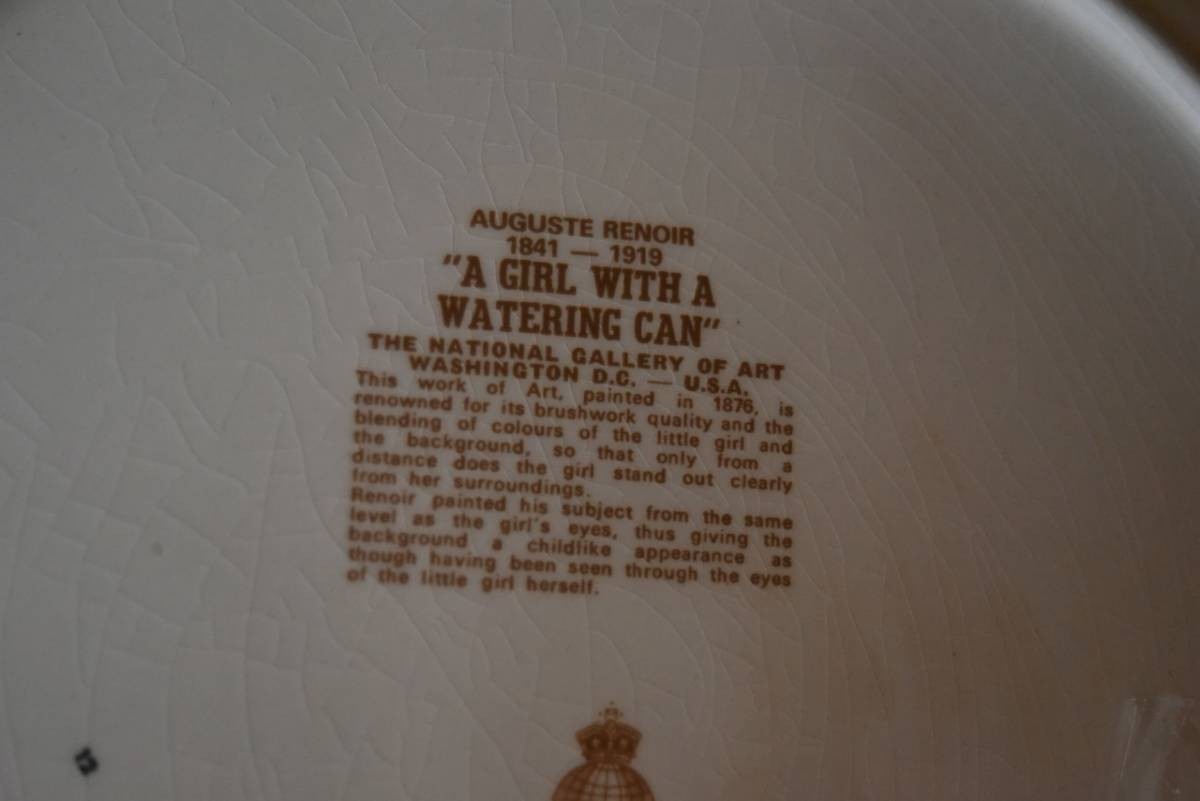 AUGUSTE RENOIR
1841 — 1919
"A GIRL WITH A
WATERING CAN"
THE NATIONAL GALLERY OF ART
WASHINGTON D.C. — U.S.A.
This work of Art, painted in 1876, is
renowned for its brushwork quality and the
blending of colours of the little girl and
the background, so that only from a
distance does the girl stand out clearly
from her surroundings.
Renoir painted his subject from the same
level as the girl's eyes, thus giving the
background a childlike appearance as
though having been seen through the eyes
of the little girl herself.